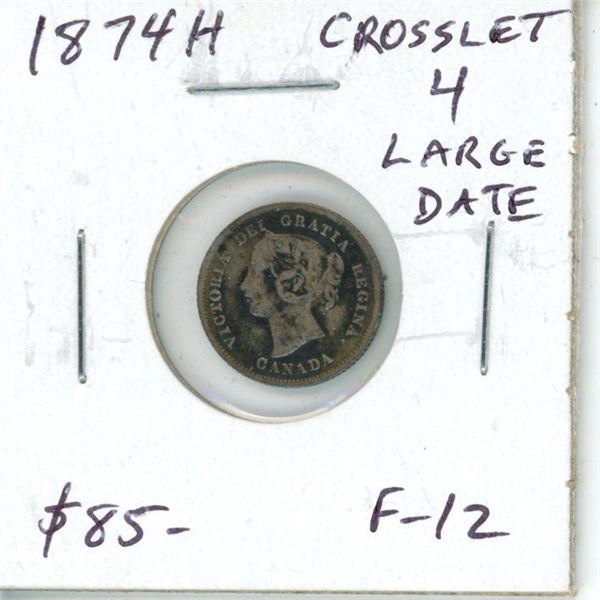 1874H CROSSLET
4
LARGE
DATE
VICTORIA DEI GRATIA REGINA.
CANADA
$85- F-12